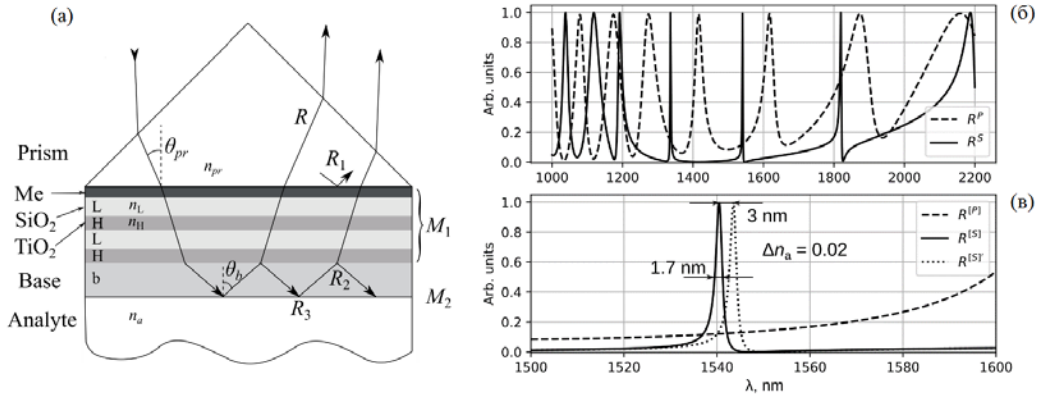 (а)
θpr
R
R1
Prism
npr
Me
SiO2
L
nL
H
nH
M1
TiO2
L
H
Base
b
θb
R2
R3
M2
Analyte
na
(б)
Arb. units
1.0
0.8
0.6
0.4
0.2
0.0
R^P
R^S
1000 1200 1400 1600 1800 2000 2200
(в)
Arb. units
1.0
0.8
0.6
0.4
0.2
0.0
3 nm
Δna = 0.02
1.7 nm
R^[P]
R^[S]
R^[S]'
1500 1520 1540 1560 1580 1600
λ, nm